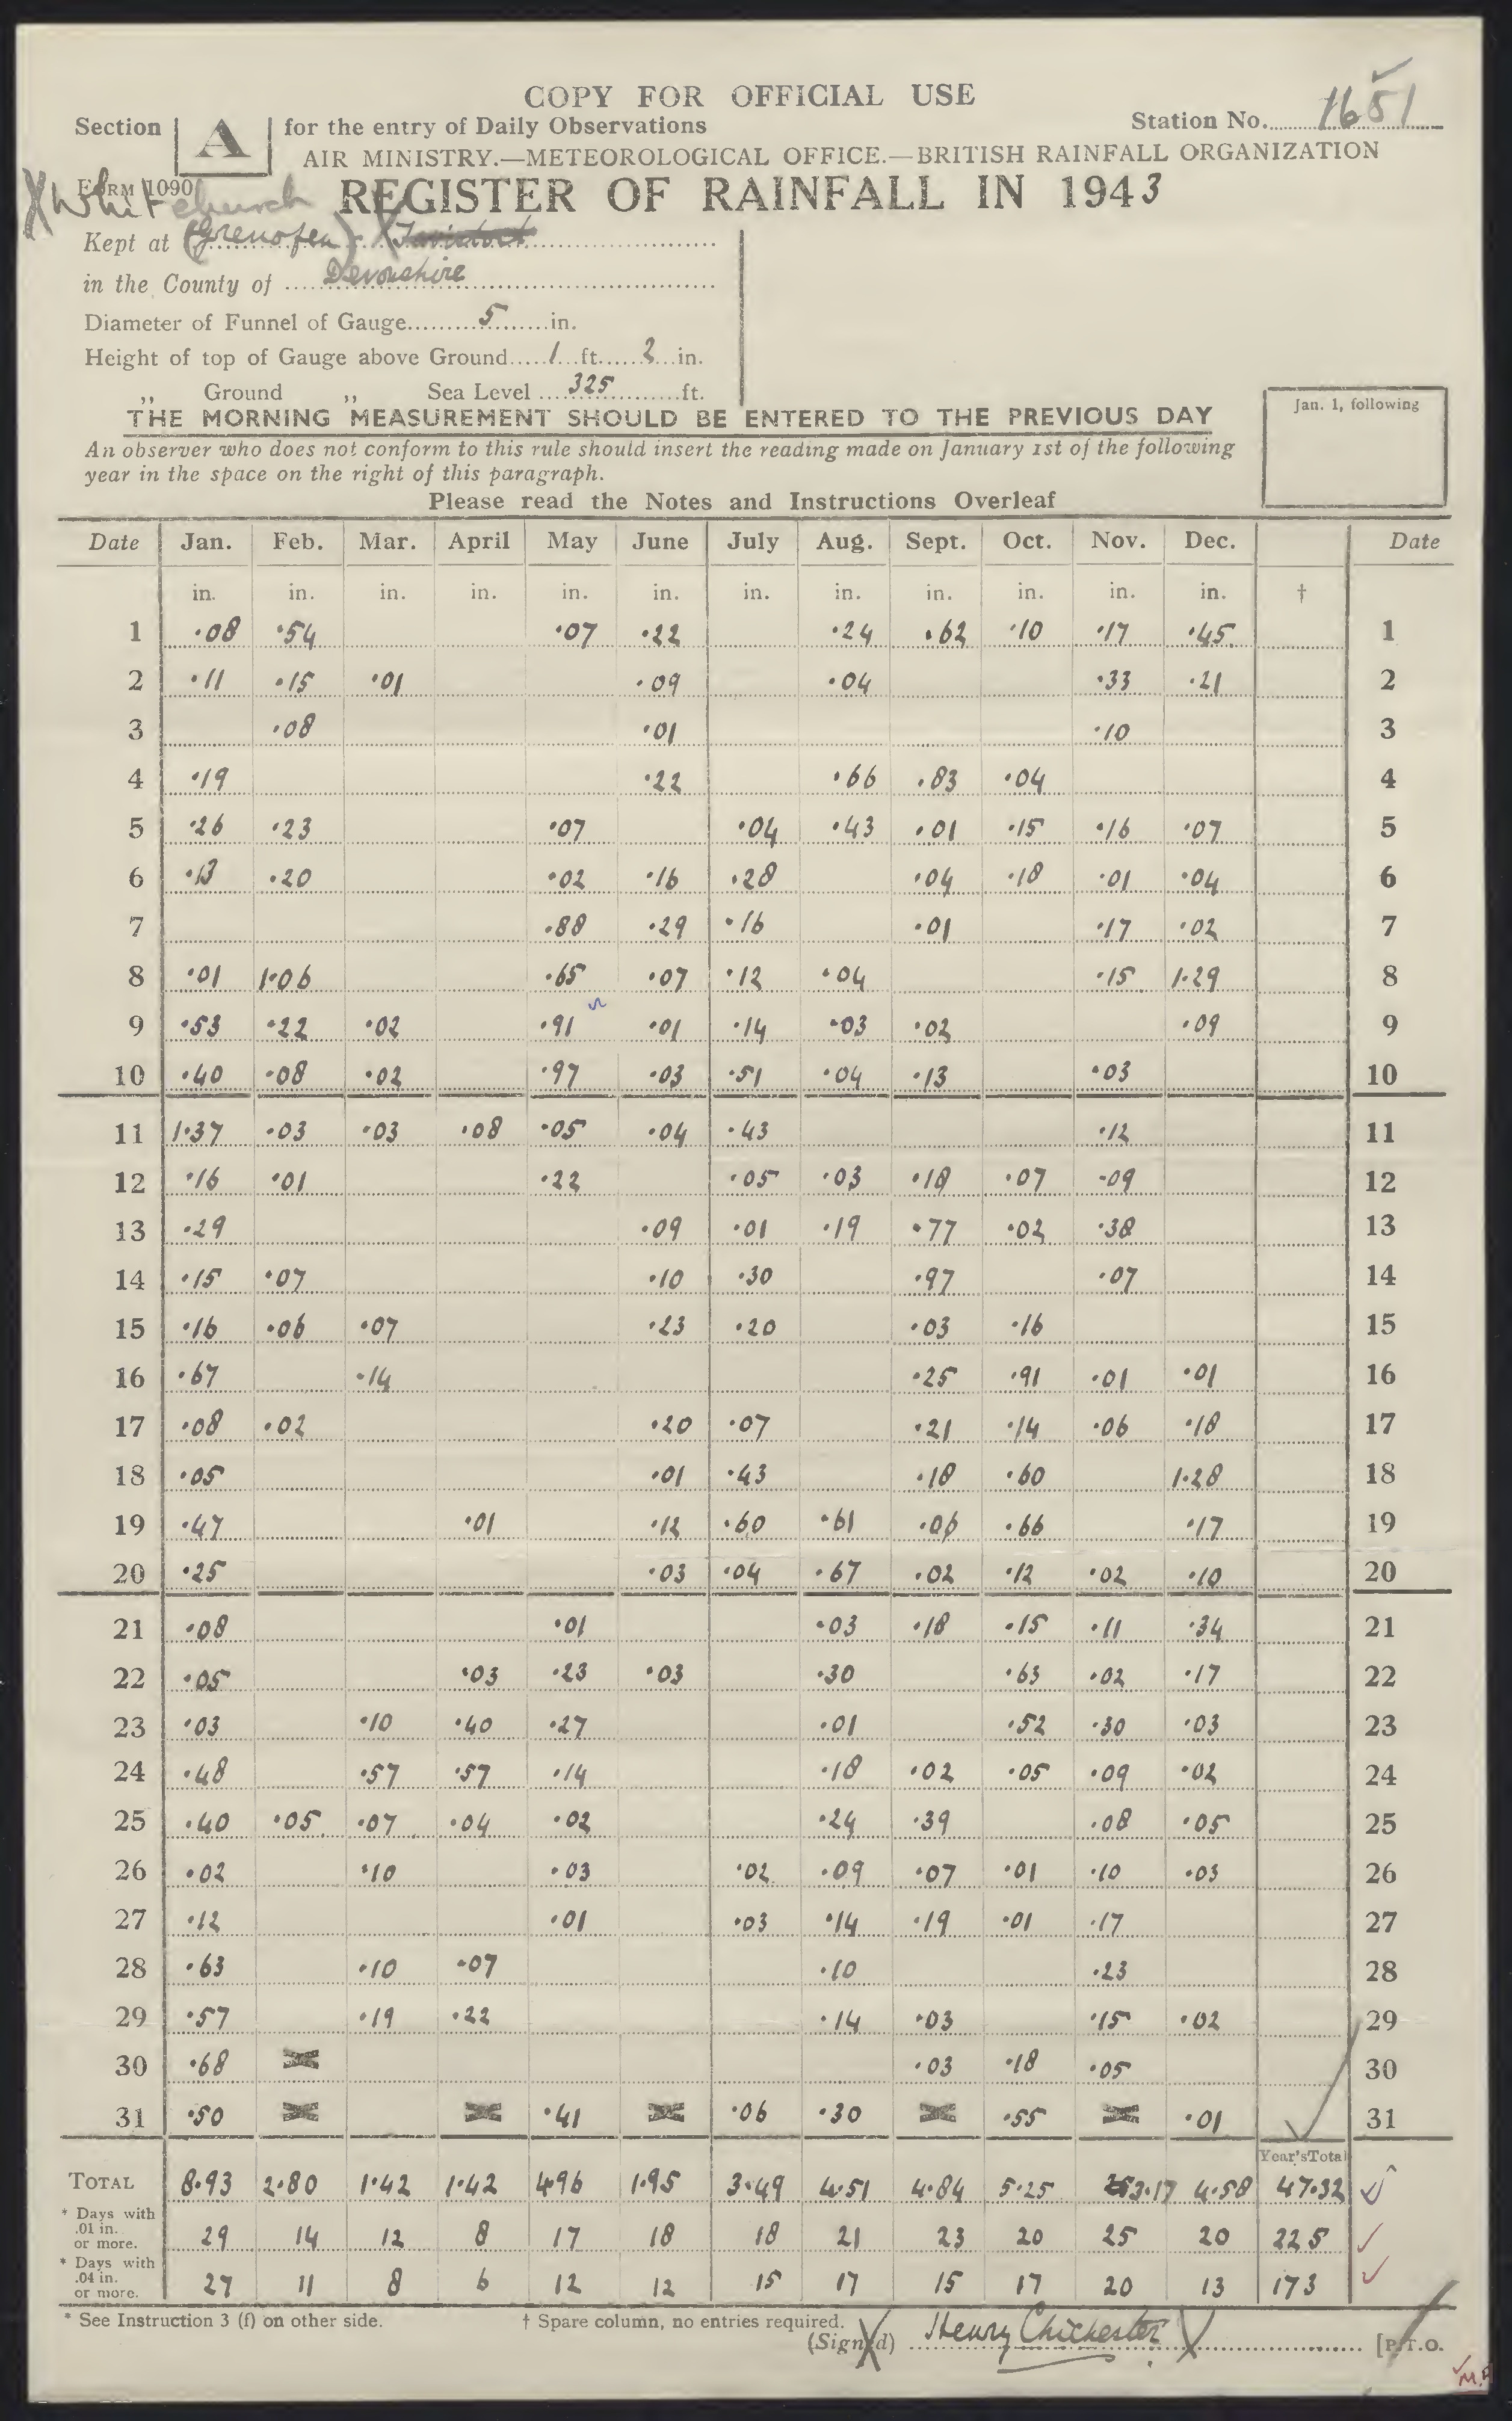 COPY FOR OFFICIAL USE
Station No. 1651
Section A for the entry of Daily Observations
AIR MINISTRY.—METEOROLOGICAL OFFICE.—BRITISH RAINFALL ORGANIZATION
FORM 1090
REGISTER OF RAINFALL IN 1943
Whitchurch
Kept at (Grenofen) Tavistock
in the County of Devonshire
Diameter of Funnel of Gauge 5 in.
Height of top of Gauge above Ground 1 ft. 2 in.
„ Ground „ Sea Level 325 ft.
THE MORNING MEASUREMENT SHOULD BE ENTERED TO THE PREVIOUS DAY
Jan. 1, following
An observer who does not conform to this rule should insert the reading made on January 1st of the following
year in the space on the right of this paragraph.
Please read the Notes and Instructions Overleaf
Date Jan. Feb. Mar. April May June July Aug. Sept. Oct. Nov. Dec. Date
in. in. in. in. in. in. in. in. in. in. in. in. †
1 ·08 ·54 ·07 ·22 ·24 ·62 ·10 ·17 ·45 1
2 ·11 ·15 ·01 ·09 ·04 ·33 ·21 2
3 ·08 ·01 ·10 3
4 ·19 ·22 ·66 ·83 ·04 4
5 ·26 ·23 ·07 ·04 ·43 ·01 ·15 ·16 ·07 5
6 ·13 ·20 ·02 ·16 ·28 ·04 ·18 ·01 ·04 6
7 ·88 ·29 ·16 ·01 ·17 ·02 7
8 ·01 1·06 ·65 ·07 ·12 ·04 ·15 1·29 8
9 ·53 ·22 ·02 ·91 ·01 ·14 ·03 ·02 ·09 9
10 ·40 ·08 ·02 ·97 ·03 ·51 ·04 ·13 ·03 10
11 1·37 ·03 ·03 ·08 ·05 ·04 ·43 ·12 11
12 ·16 ·01 ·22 ·05 ·03 ·18 ·07 ·09 12
13 ·29 ·09 ·01 ·19 ·77 ·02 ·38 13
14 ·15 ·07 ·10 ·30 ·97 ·07 14
15 ·16 ·06 ·07 ·23 ·20 ·03 ·16 15
16 ·67 ·14 ·25 ·91 ·01 ·01 16
17 ·08 ·02 ·20 ·07 ·21 ·14 ·06 ·18 17
18 ·05 ·01 ·43 ·18 ·60 1·28 18
19 ·47 ·01 ·12 ·60 ·61 ·06 ·66 ·17 19
20 ·25 ·03 ·04 ·67 ·02 ·12 ·02 ·10 20
21 ·08 ·01 ·03 ·18 ·15 ·11 ·34 21
22 ·05 ·03 ·23 ·03 ·30 ·63 ·02 ·17 22
23 ·03 ·10 ·40 ·27 ·01 ·52 ·30 ·03 23
24 ·48 ·57 ·57 ·14 ·18 ·02 ·05 ·09 ·02 24
25 ·40 ·05 ·07 ·04 ·02 ·24 ·39 ·08 ·05 25
26 ·02 ·10 ·03 ·02 ·09 ·07 ·01 ·10 ·03 26
27 ·12 ·01 ·03 ·14 ·19 ·01 ·17 27
28 ·63 ·10 ·07 ·10 ·23 28
29 ·57 ·19 ·22 ·14 ·03 ·15 ·02 29
30 ·68 ·03 ·18 ·05 30
31 ·50 ·41 ·06 ·30 ·55 ·01 31
Year's Total
TOTAL 8·93 2·80 1·42 1·42 4·96 1·95 3·49 4·51 4·84 5·25 3·17 4·58 47·32
* Days with .01 in. or more. 29 14 12 8 17 18 18 21 23 20 25 20 225
* Days with .04 in. or more. 27 11 8 6 12 12 15 17 15 17 20 13 173
* See Instruction 3 (f) on other side. † Spare column, no entries required.
(Signed) Henry Chichester [P.T.O.